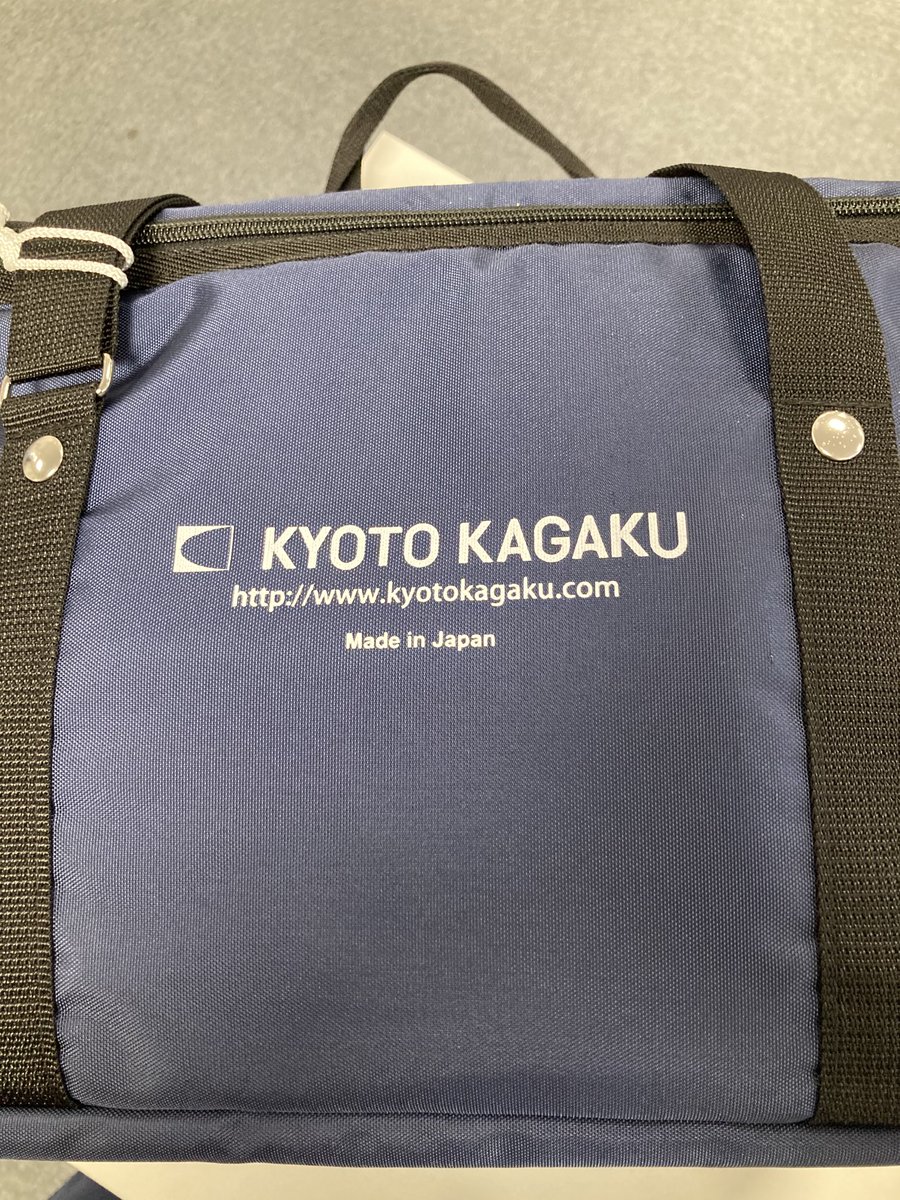 KYOTO KAGAKU
http://www.kyotokagaku.com
Made in Japan